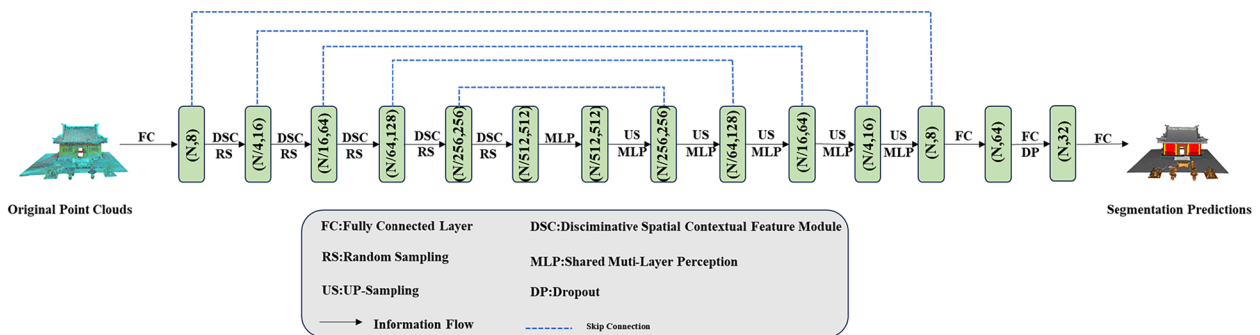 FC
(N,8)
DSC
RS
(N/4,16)
DSC
RS
(N/16,64)
DSC
RS
(N/64,128)
DSC
RS
(N/256,256)
DSC
RS
(N/512,512)
MLP
(N/512,512)
US
MLP
(N/256,256)
US
MLP
(N/64,128)
US
MLP
(N/16,64)
US
MLP
(N/4,16)
US
MLP
(N,8)
FC
(N,64)
FC
DP
(N,32)
FC
Original Point Clouds
Segmentation Predictions
FC:Fully Connected Layer
DSC:Disciminative Spatial Contextual Feature Module
RS:Random Sampling
MLP:Shared Muti-Layer Perception
US:UP-Sampling
DP:Dropout
Information Flow
Skip Connection